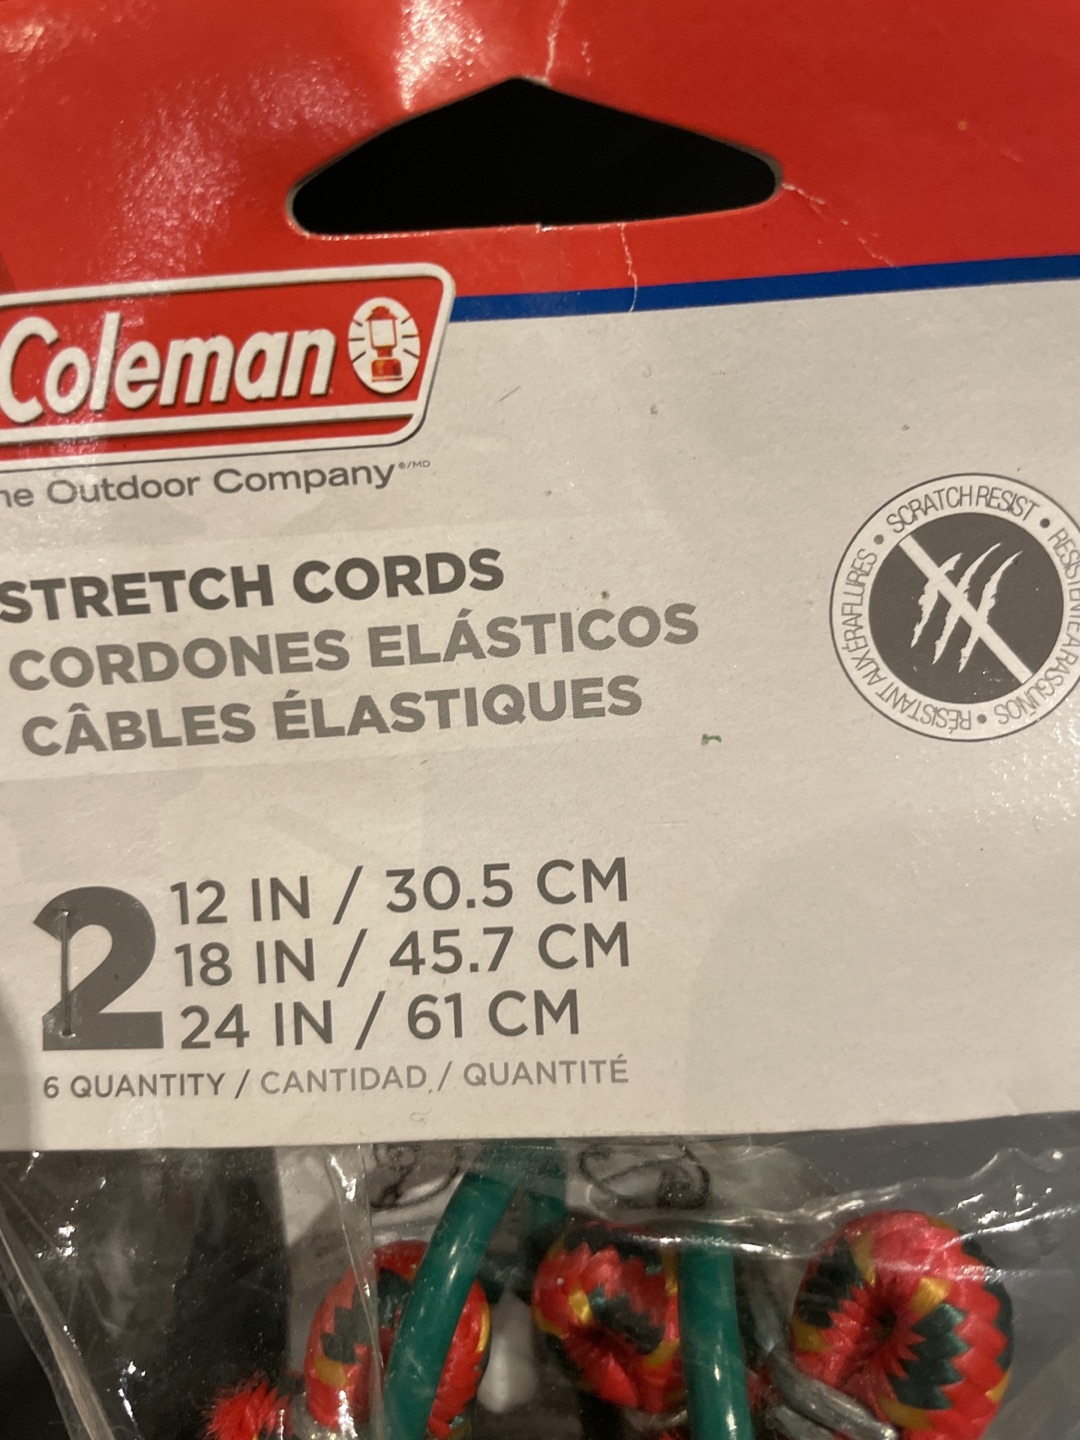 Coleman
he Outdoor Company®/MD
STRETCH CORDS
CORDONES ELÁSTICOS
CÂBLES ÉLASTIQUES
SCRATCH RESIST • RESISTENTE A RASGUÑOS • RÉSISTANT AUX ÉRAFLURES •
2
12 IN / 30.5 CM
18 IN / 45.7 CM
24 IN / 61 CM
6 QUANTITY / CANTIDAD / QUANTITÉ